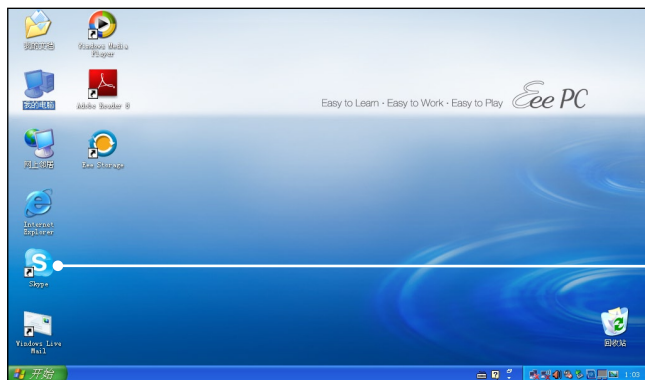 我的文档
Windows Media
Player
我的电脑
Adobe Reader 8
Easy to Learn · Easy to Work · Easy to Play
Eee PC
网上邻居
Eee Storage
Internet
Explorer
S
Skype
Windows Live
Mail
回收站
开始
1:03